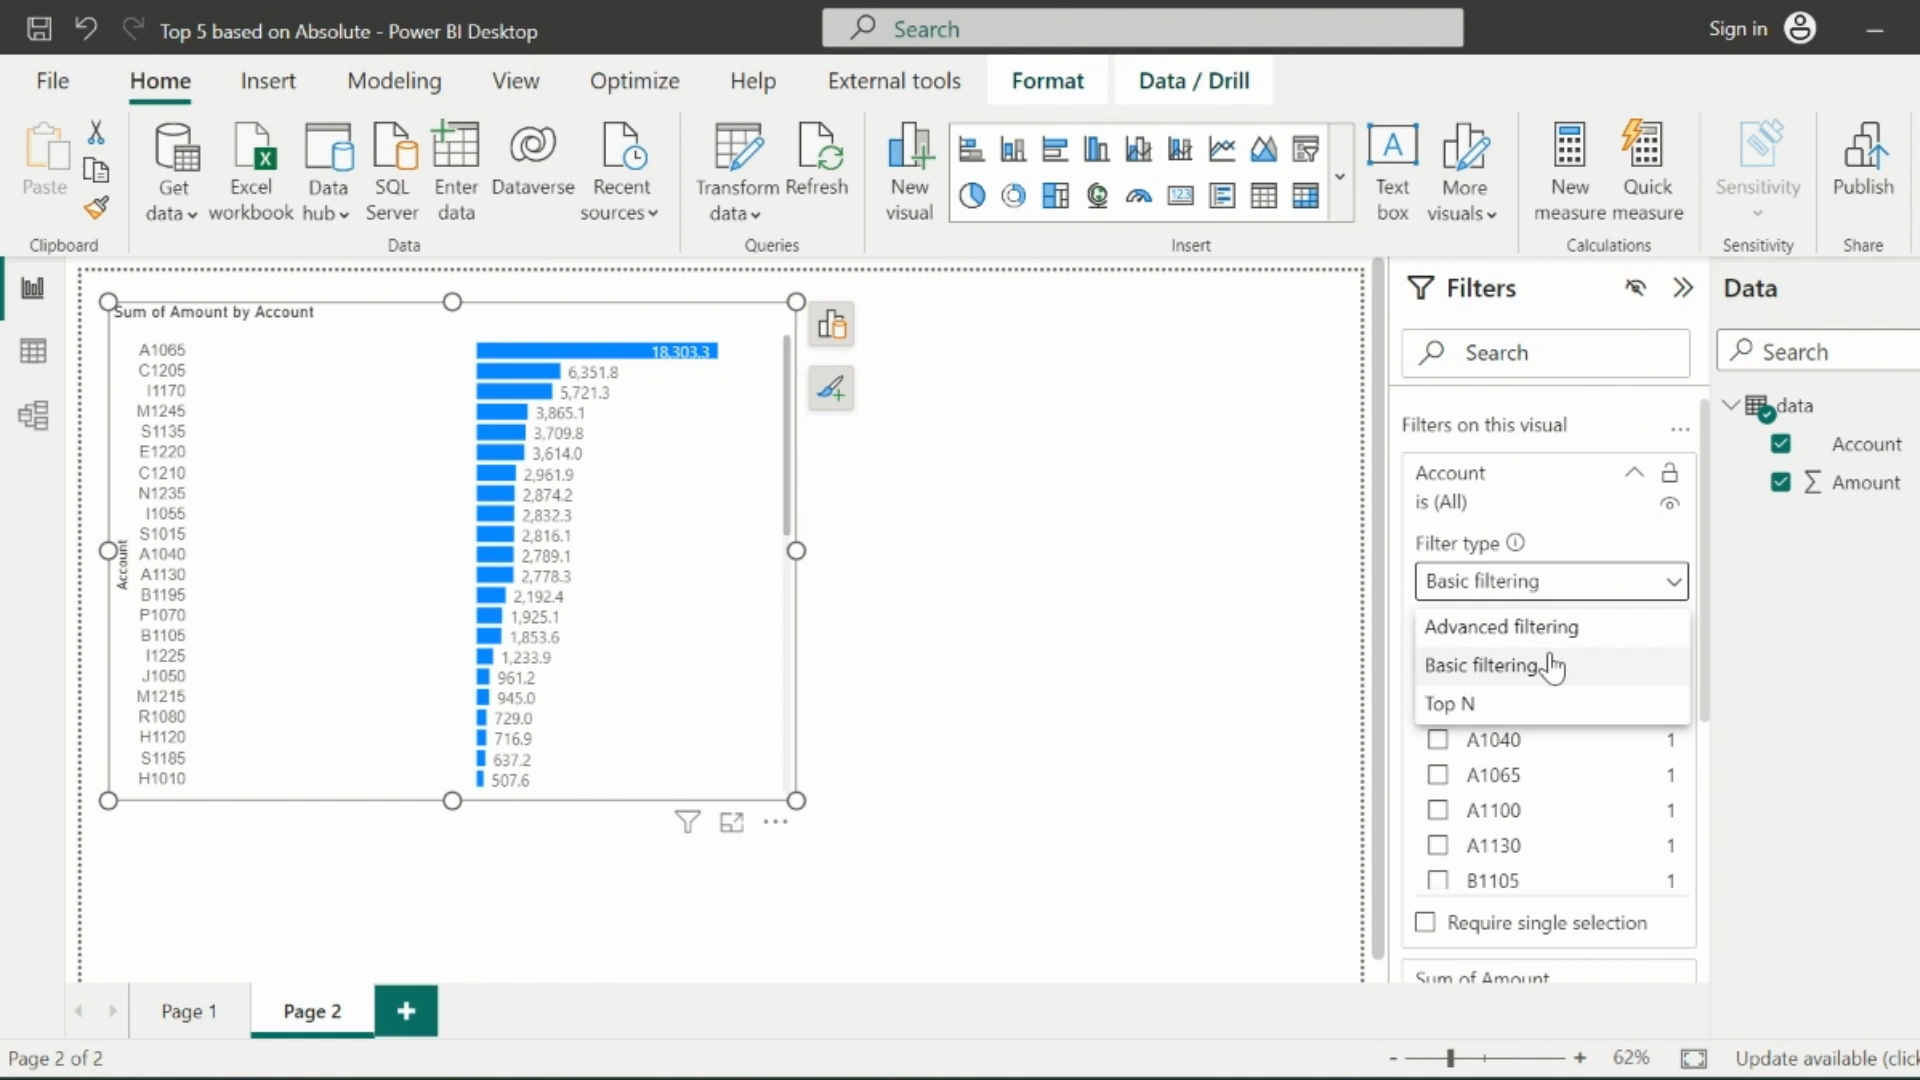 Top 5 based on Absolute - Power BI Desktop
Search
Sign in
File
Home
Insert
Modeling
View
Optimize
Help
External tools
Format
Data / Drill
Paste
Get data
Excel workbook
Data hub
SQL Server
Enter data
Dataverse
Recent sources
Transform data
Refresh
New visual
123
A
Text box
More visuals
New measure
Quick measure
Sensitivity
Publish
Clipboard
Data
Queries
Insert
Calculations
Sensitivity
Share
Sum of Amount by Account
Account
A1065 18,303.3
C1205 6,351.8
I1170 5,721.3
M1245 3,865.1
S1135 3,709.8
E1220 3,614.0
C1210 2,961.9
N1235 2,874.2
I1055 2,832.3
S1015 2,816.1
A1040 2,789.1
A1130 2,778.3
B1195 2,192.4
P1070 1,925.1
B1105 1,853.6
I1225 1,233.9
J1050 961.2
M1215 945.0
R1080 729.0
H1120 716.9
S1185 637.2
H1010 507.6
Filters
Search
Filters on this visual
Account
is (All)
Filter type
Basic filtering
Advanced filtering
Basic filtering
Top N
A1040 1
A1065 1
A1100 1
A1130 1
B1105 1
Require single selection
Sum of Amount
Data
Search
data
Account
Σ Amount
Page 1
Page 2
+
Page 2 of 2
- + 62%
Update available (clic